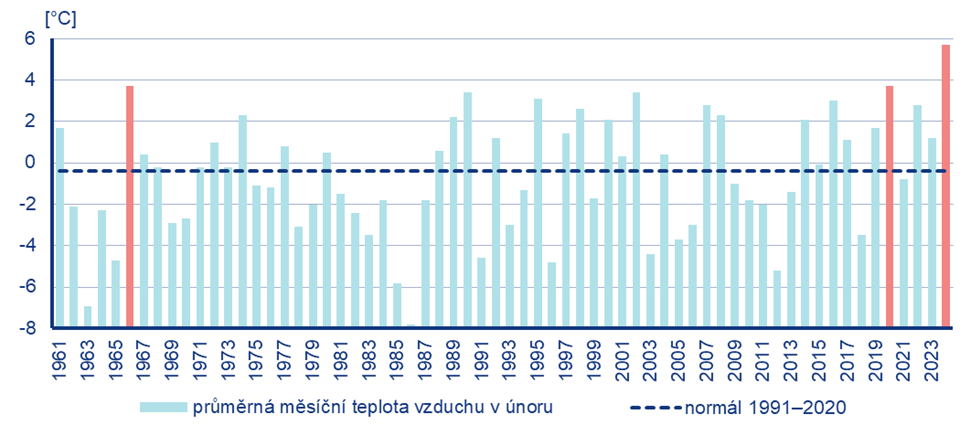 [°C]
6
4
2
0
-2
-4
-6
-8
1961 1963 1965 1967 1969 1971 1973 1975 1977 1979 1981 1983 1985 1987 1989 1991 1993 1995 1997 1999 2001 2003 2005 2007 2009 2011 2013 2015 2017 2019 2021 2023
průměrná měsíční teplota vzduchu v únoru normál 1991–2020